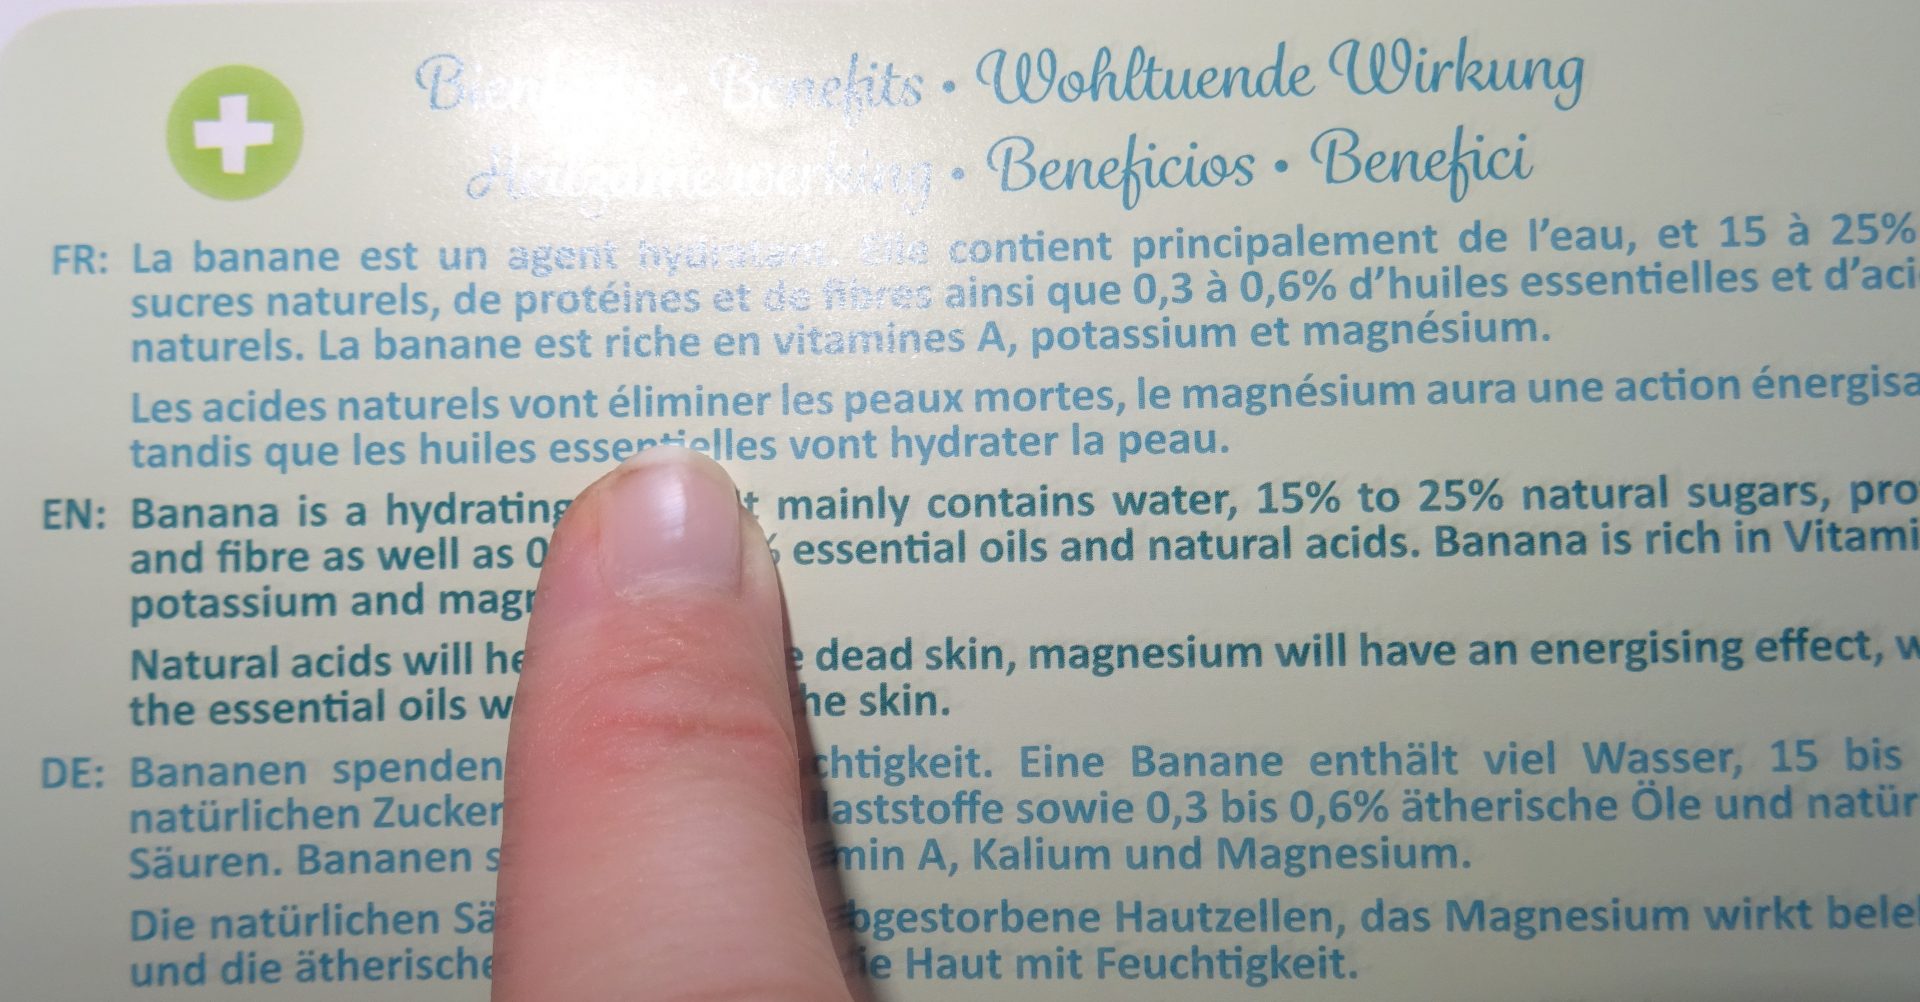 Bienfaits • Benefits • Wohltuende Wirkung
Heilzame werking • Beneficios • Benefici
FR: La banane est un agent hydratant. Elle contient principalement de l'eau, et 15 à 25%
sucres naturels, de protéines et de fibres ainsi que 0,3 à 0,6% d'huiles essentielles et d'aci
naturels. La banane est riche en vitamines A, potassium et magnésium.
Les acides naturels vont éliminer les peaux mortes, le magnésium aura une action énergisa
tandis que les huiles essentielles vont hydrater la peau.
EN: Banana is a hydrating t mainly contains water, 15% to 25% natural sugars, pro
and fibre as well as 0 % essential oils and natural acids. Banana is rich in Vitami
potassium and magn
Natural acids will he e dead skin, magnesium will have an energising effect, w
the essential oils w he skin.
DE: Bananen spenden chtigkeit. Eine Banane enthält viel Wasser, 15 bis
natürlichen Zucker laststoffe sowie 0,3 bis 0,6% ätherische Öle und natür
Säuren. Bananen s min A, Kalium und Magnesium.
Die natürlichen Sä bgestorbene Hautzellen, das Magnesium wirkt bele
und die ätherische ie Haut mit Feuchtigkeit.